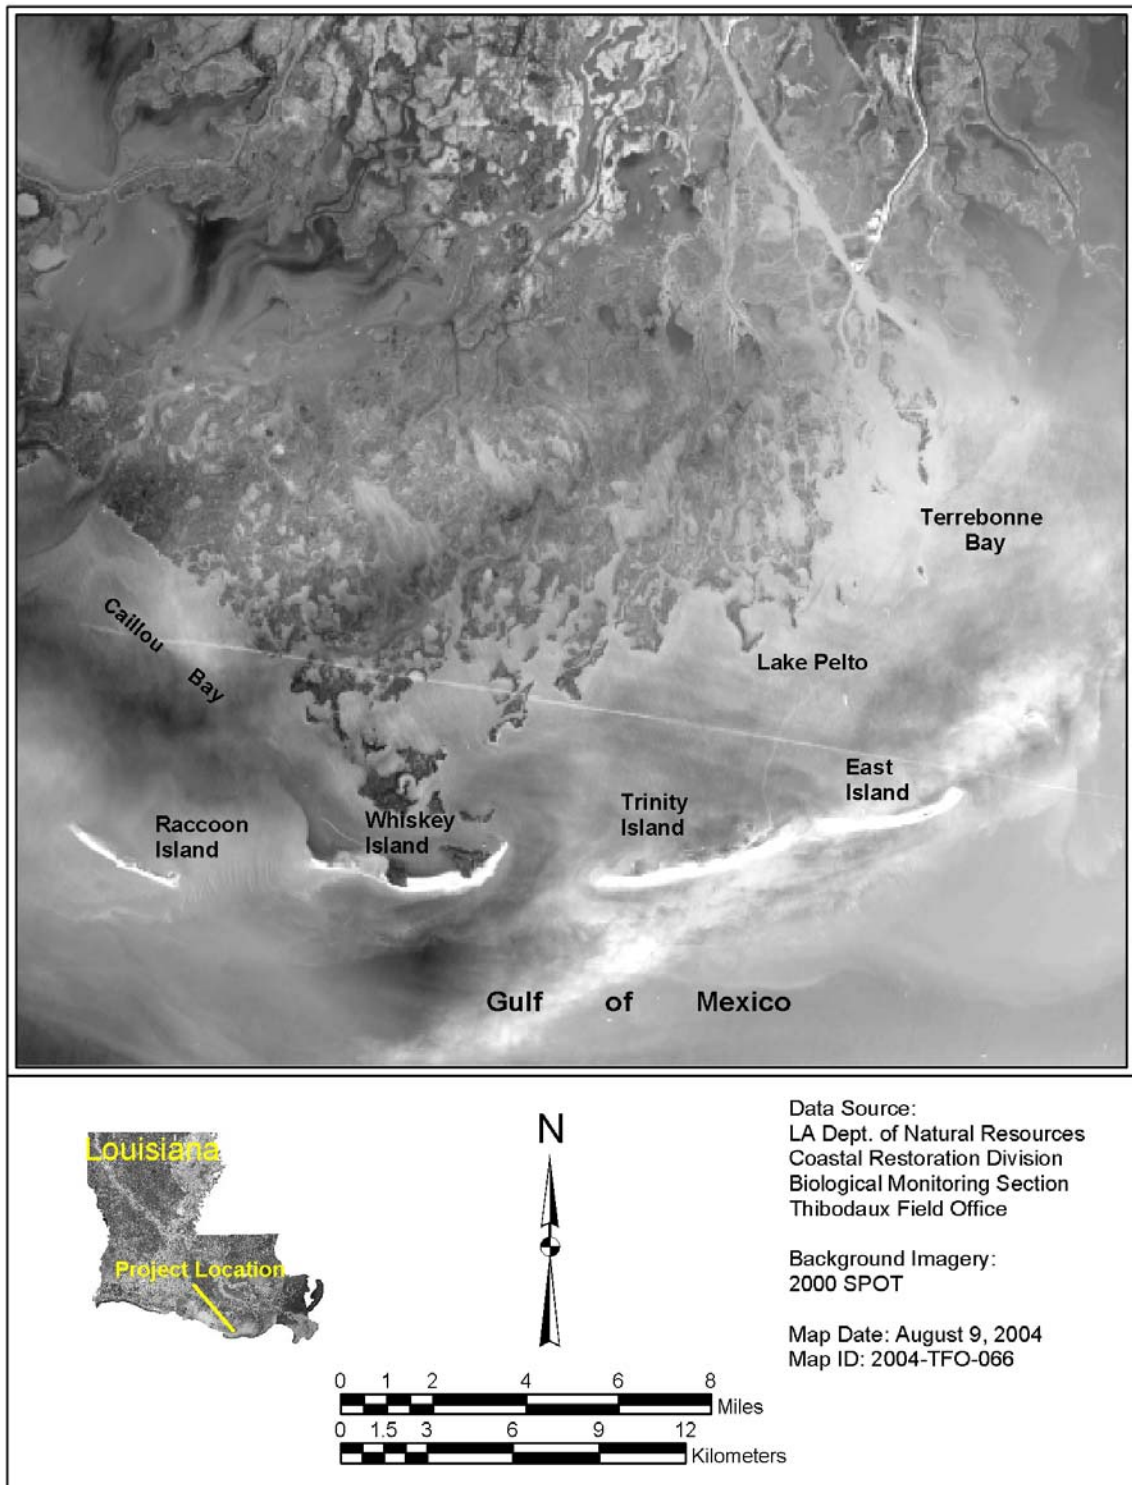 Terrebonne
Bay
Caillou Bay
Lake Pelto
East
Island
Trinity
Island
Whiskey
Island
Raccoon
Island
Gulf of Mexico
Louisiana
Project Location
N
Data Source:
LA Dept. of Natural Resources
Coastal Restoration Division
Biological Monitoring Section
Thibodaux Field Office
Background Imagery:
2000 SPOT
Map Date: August 9, 2004
Map ID: 2004-TFO-066
0 1 2 4 6 8
Miles
0 1.5 3 6 9 12
Kilometers